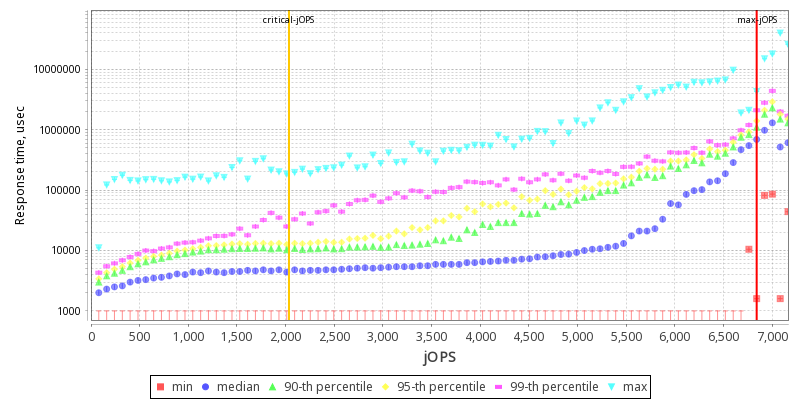 critical-jOPS
max-jOPS
Response time, usec
10000000
1000000
100000
10000
1000
0
500
1,000
1,500
2,000
2,500
3,000
3,500
4,000
4,500
5,000
5,500
6,000
6,500
7,000
jOPS
min
median
90-th percentile
95-th percentile
99-th percentile
max